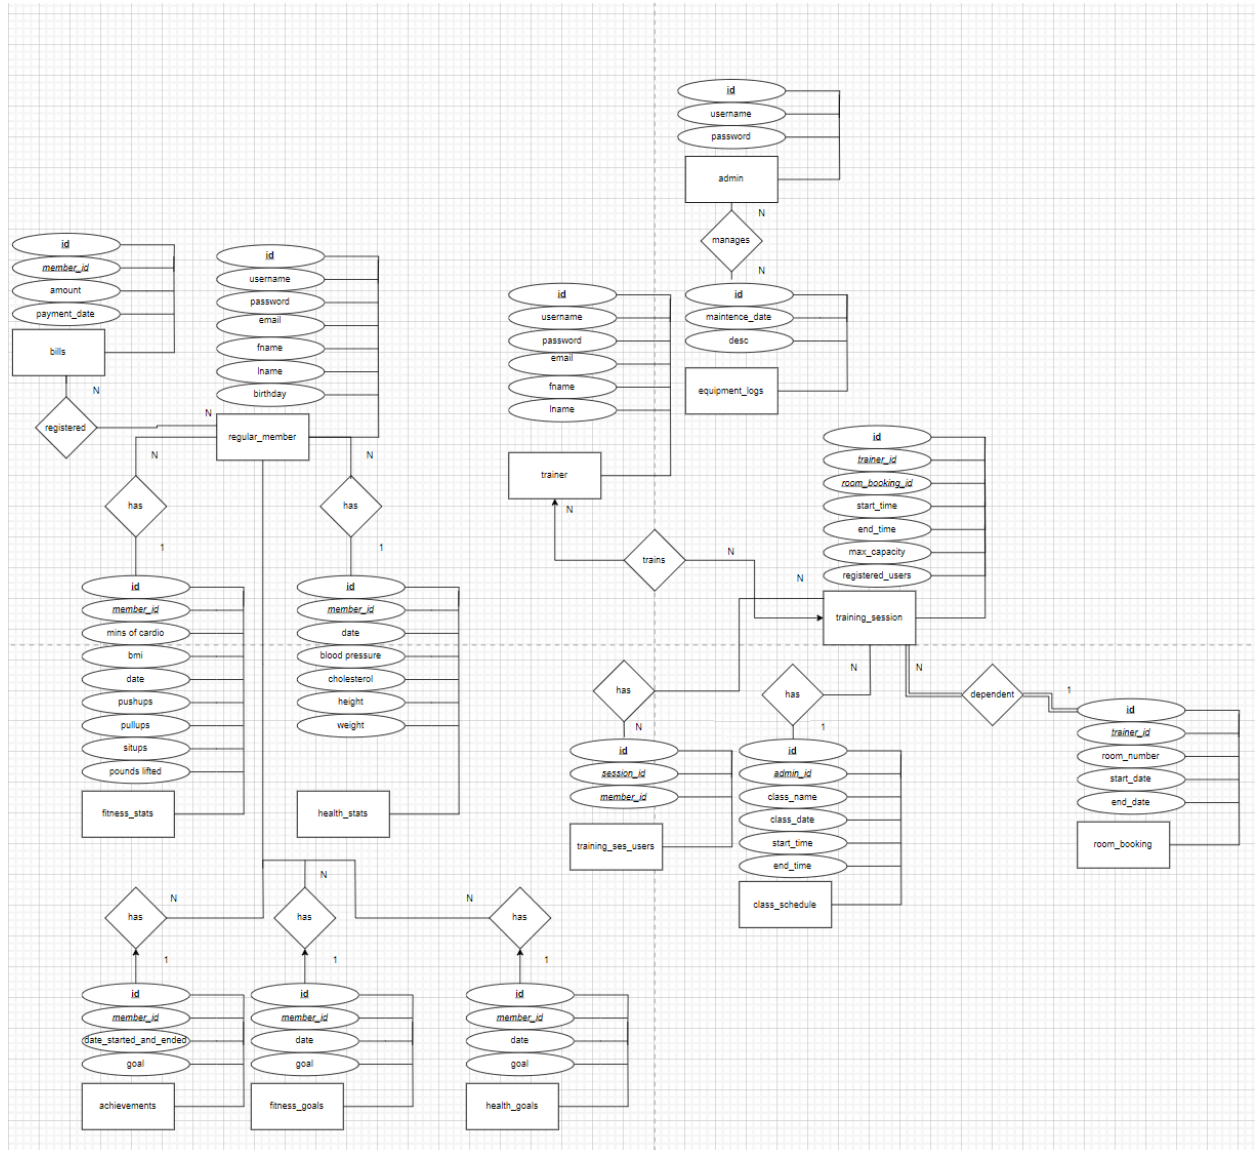 id
username
password
admin
N
manages
N
id
member_id
amount
payment_date
bills
N
registered
id
username
password
email
fname
lname
birthday
N
regular_member
N
has
1
N
has
1
id
username
password
email
fname
lname
trainer
N
id
maintence_date
desc
equipment_logs
trains
N
id
trainer_id
room_booking_id
start_time
end_time
max_capacity
registered_users
N
training_session
id
member_id
mins of cardio
bmi
date
pushups
pullups
situps
pounds lifted
fitness_stats
id
member_id
date
blood pressure
cholesterol
height
weight
health_stats
has
N
id
session_id
member_id
training_ses_users
N
has
1
id
admin_id
class_name
class_date
start_time
end_time
class_schedule
N
dependent
1
id
trainer_id
room_number
start_date
end_date
room_booking
N
has
1
N
has
1
N
has
1
id
member_id
date_started_and_ended
goal
achievements
id
member_id
date
goal
fitness_goals
id
member_id
date
goal
health_goals